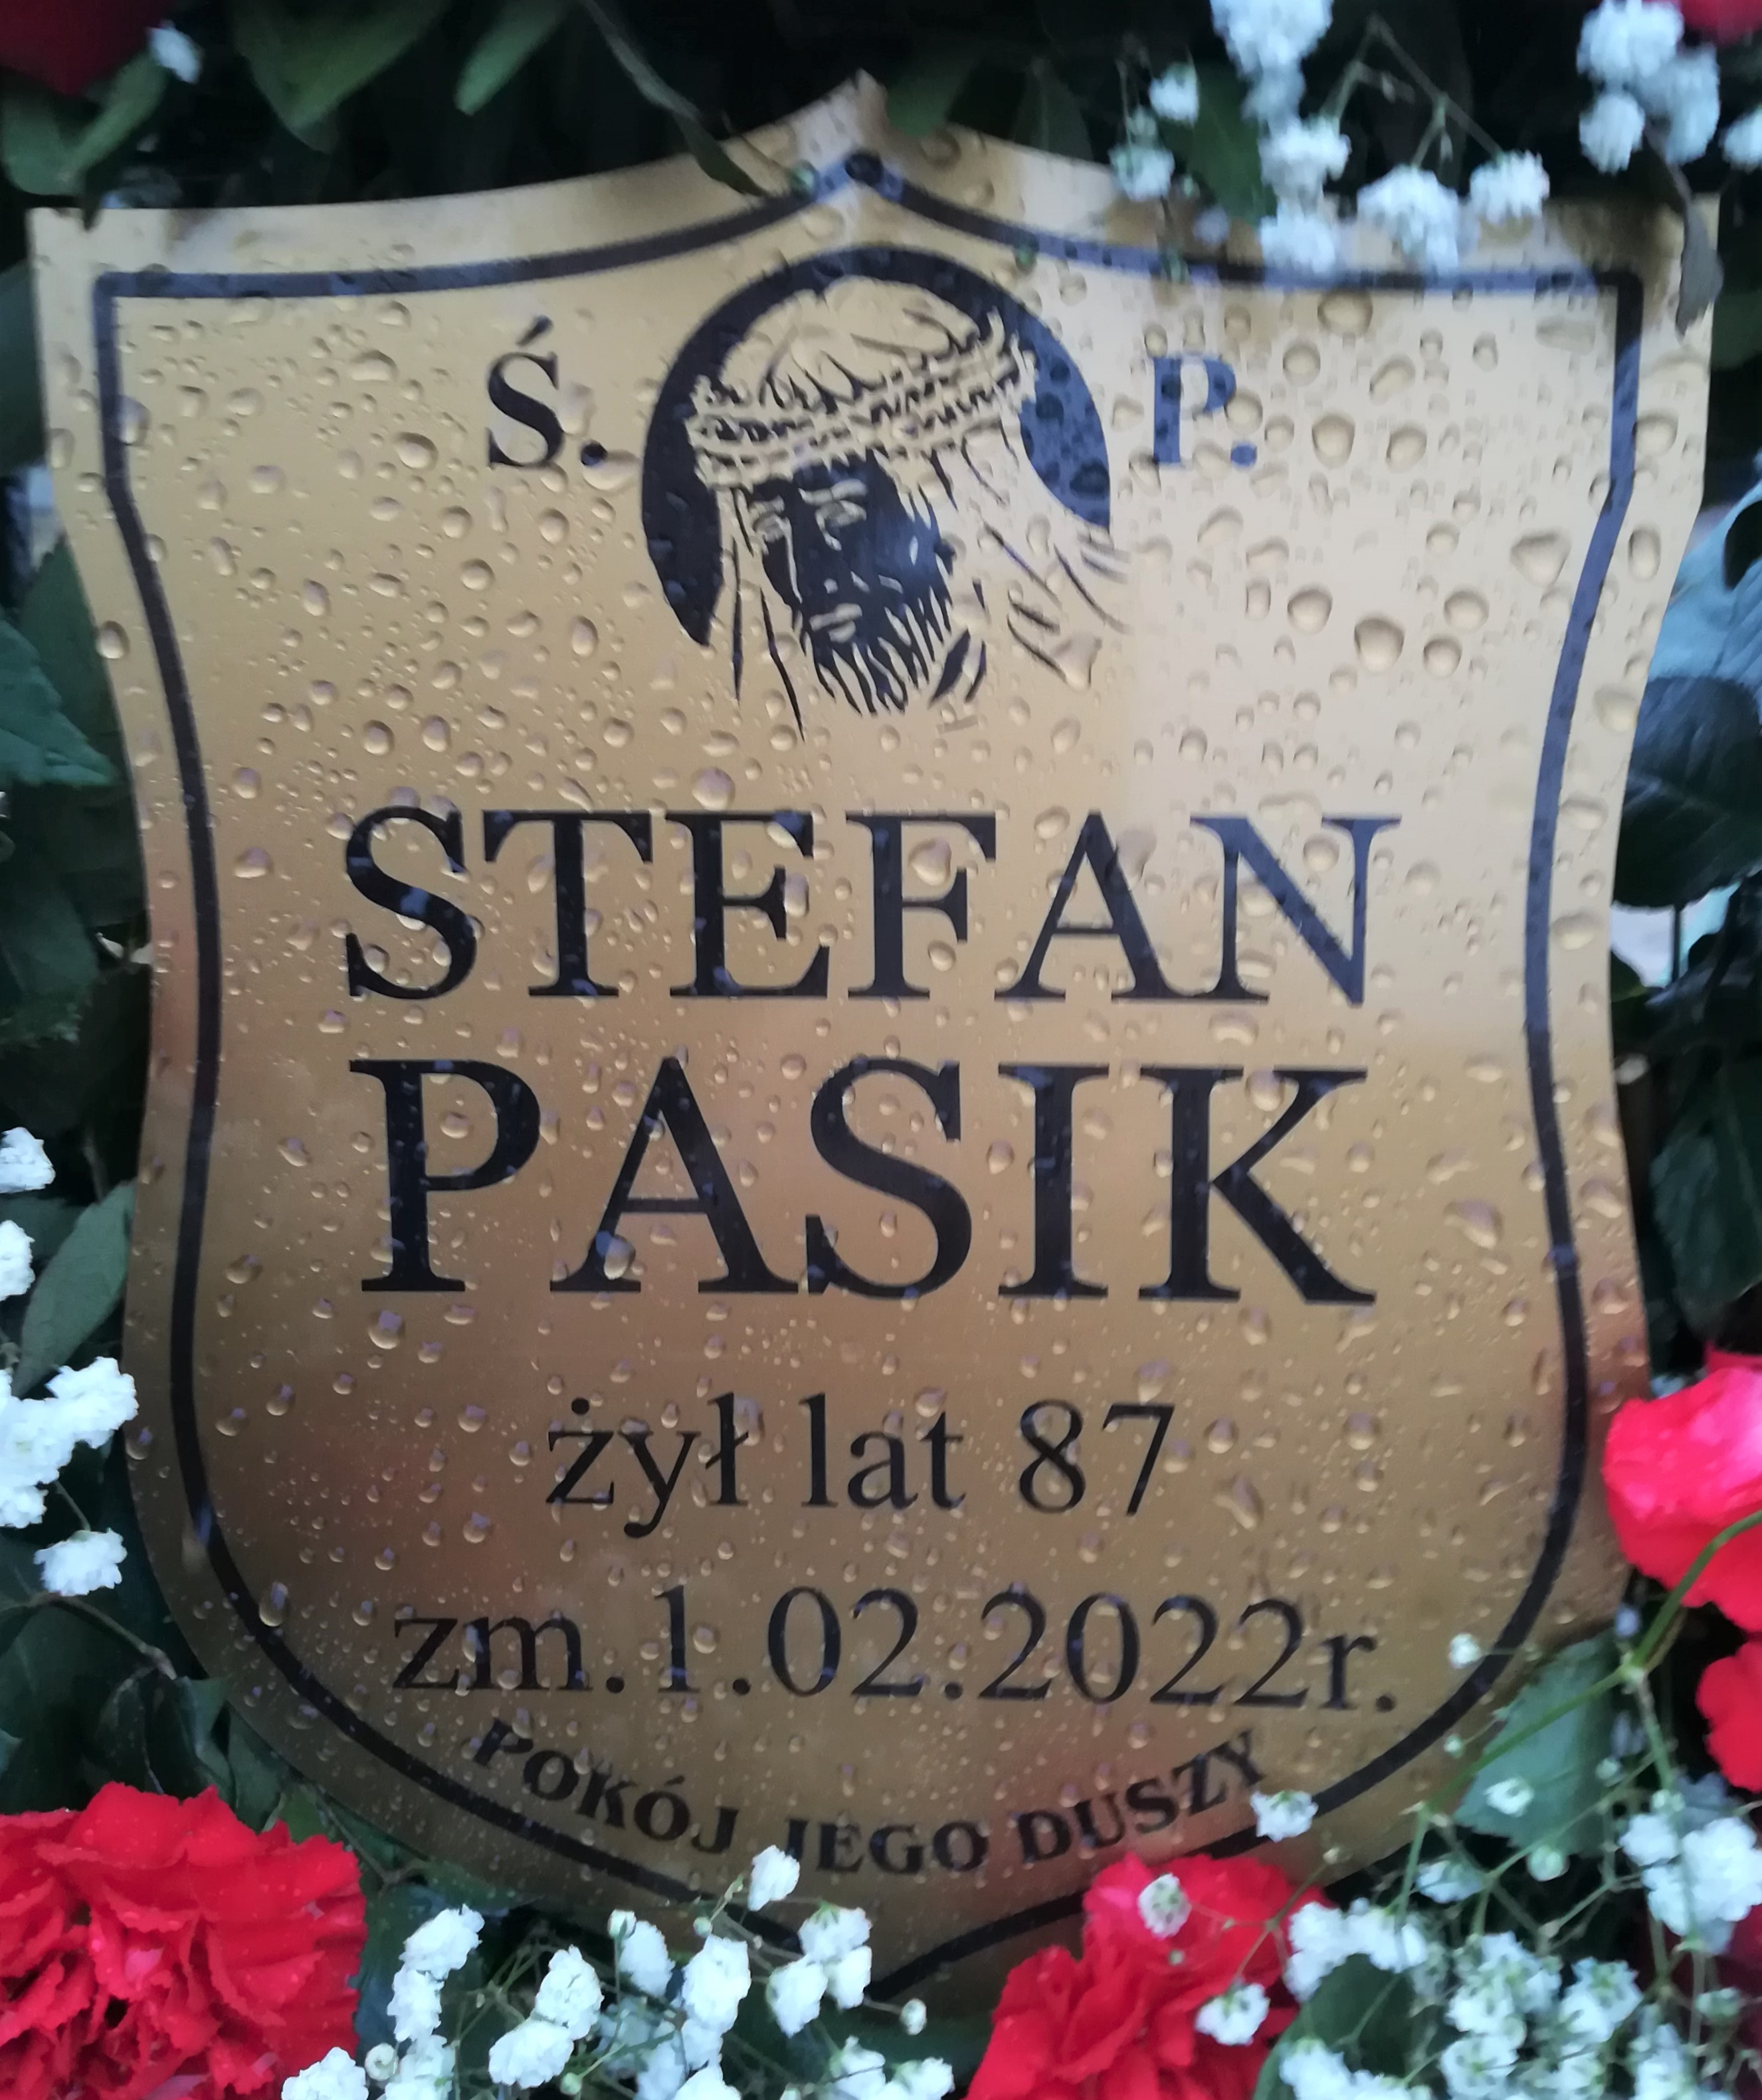 Ś. P.
STEFAN
PASIK
żył lat 87
zm.1.02.2022r.
POKÓJ JEGO DUSZY